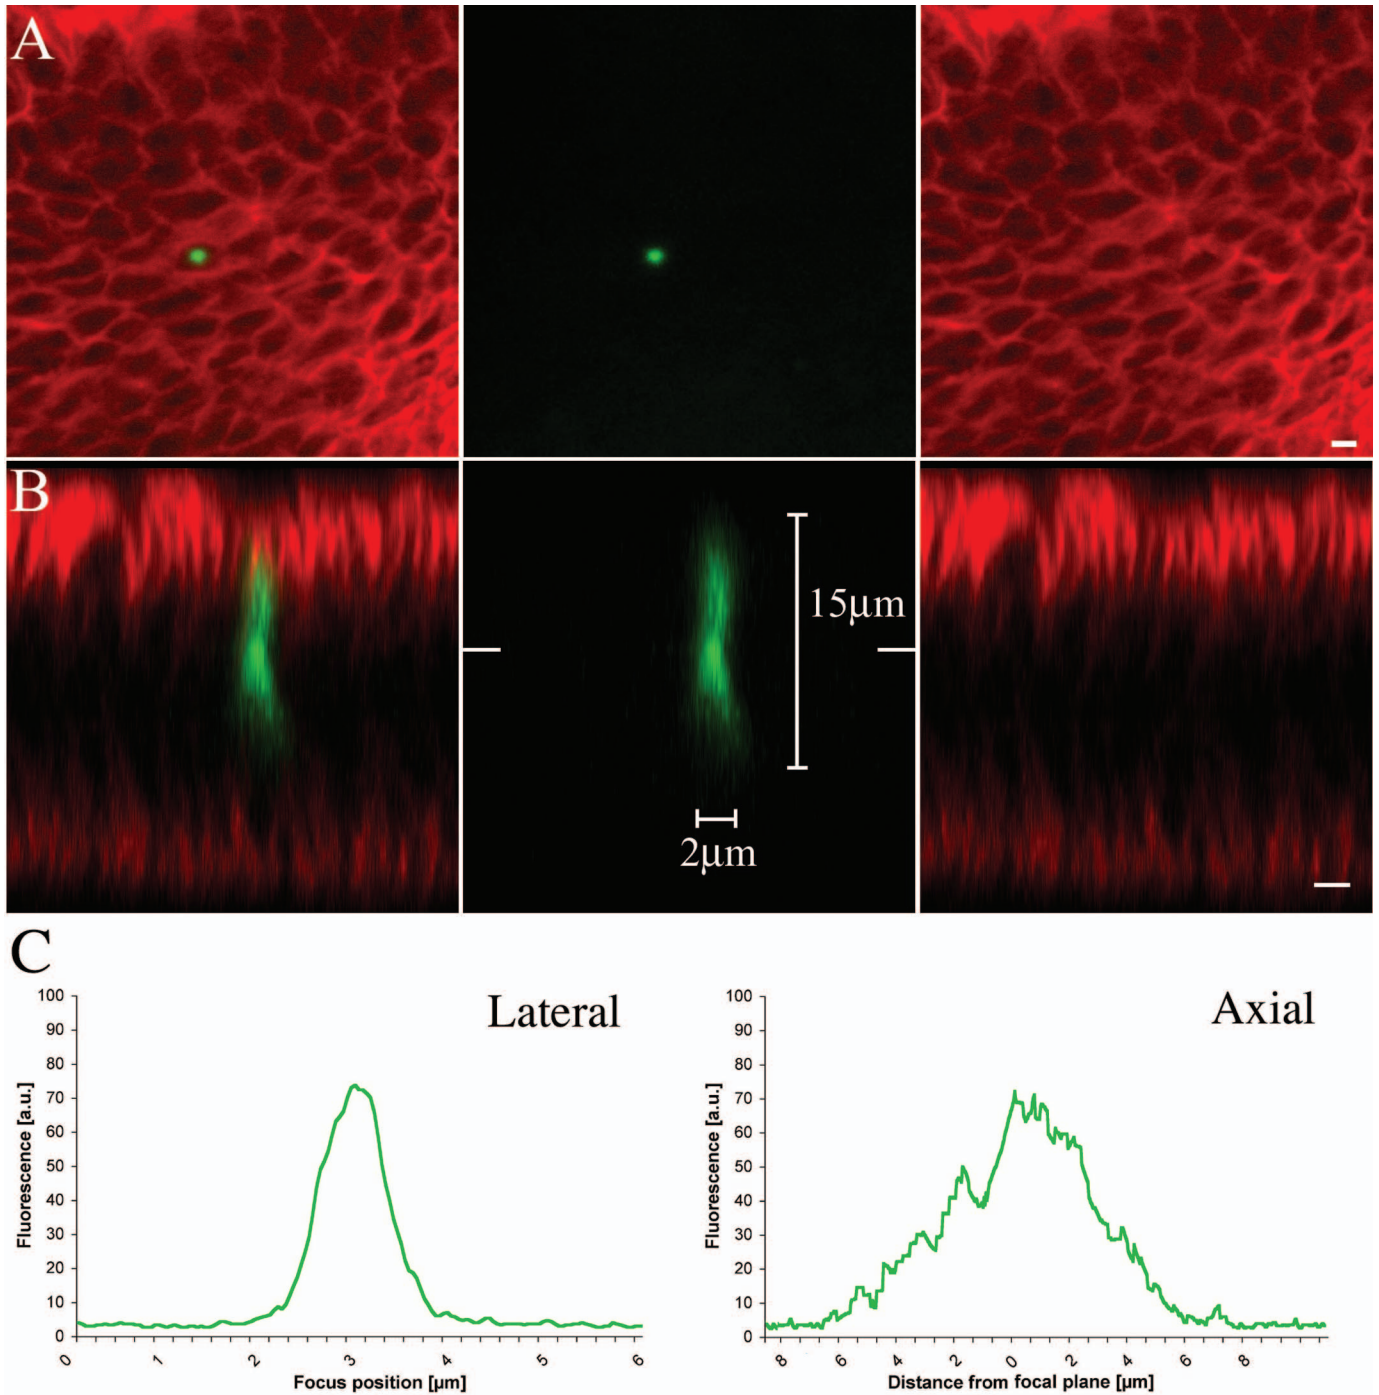 A
B
15µm
2µm
C
Lateral
100
90
80
70
60
50
40
30
20
10
0
Fluorescence [a.u.]
0 1 2 3 4 5 6
Focus position [µm]
Axial
100
90
80
70
60
50
40
30
20
10
0
Fluorescence [a.u.]
8 6 4 2 0 2 4 6 8
Distance from focal plane [µm]